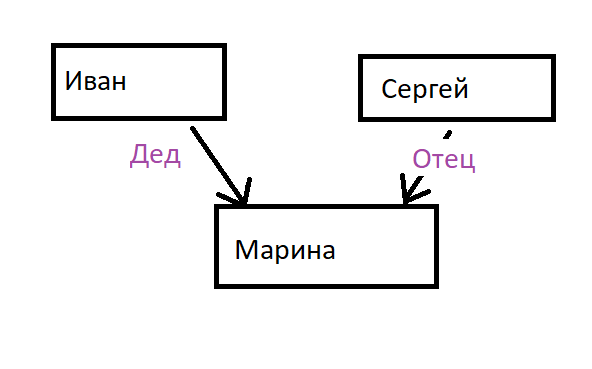 Иван
Сергей
Дед
Отец
Марина